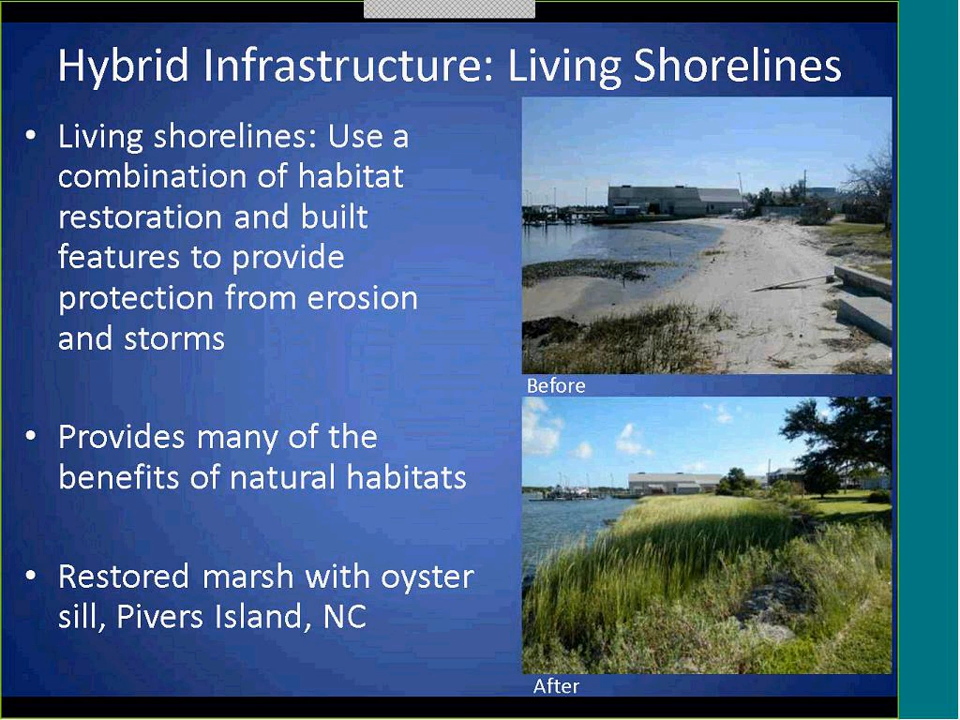 Hybrid Infrastructure: Living Shorelines
• Living shorelines: Use a
combination of habitat
restoration and built
features to provide
protection from erosion
and storms
• Provides many of the
benefits of natural habitats
• Restored marsh with oyster
sill, Pivers Island, NC
Before
After